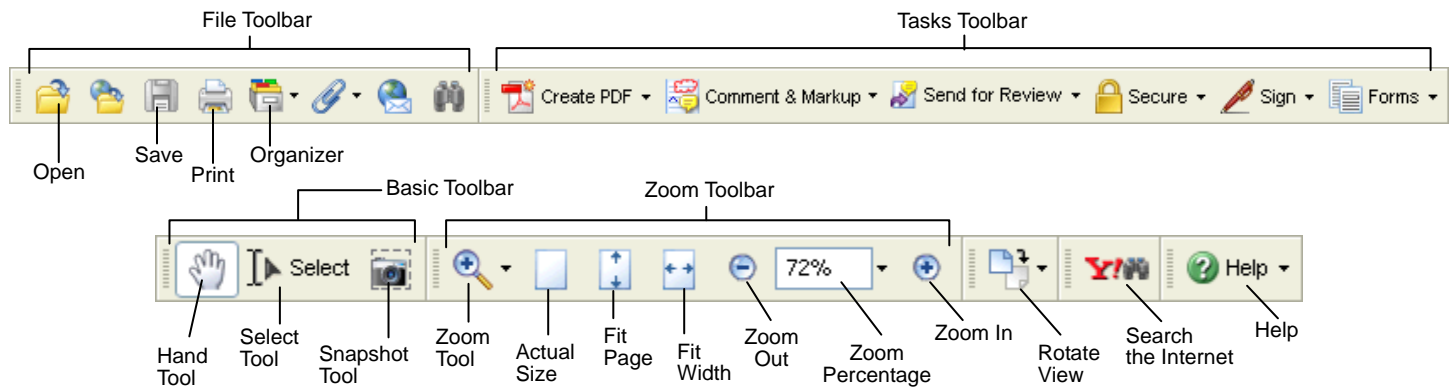 File Toolbar
Tasks Toolbar
Create PDF
Comment & Markup
Send for Review
Secure
Sign
Forms
Open
Save
Print
Organizer
Basic Toolbar
Zoom Toolbar
Select
72%
Y!
Help
Hand
Tool
Select
Tool
Snapshot
Tool
Zoom
Tool
Actual
Size
Fit
Page
Fit
Width
Zoom
Out
Zoom
Percentage
Zoom In
Rotate
View
Search
the Internet
Help